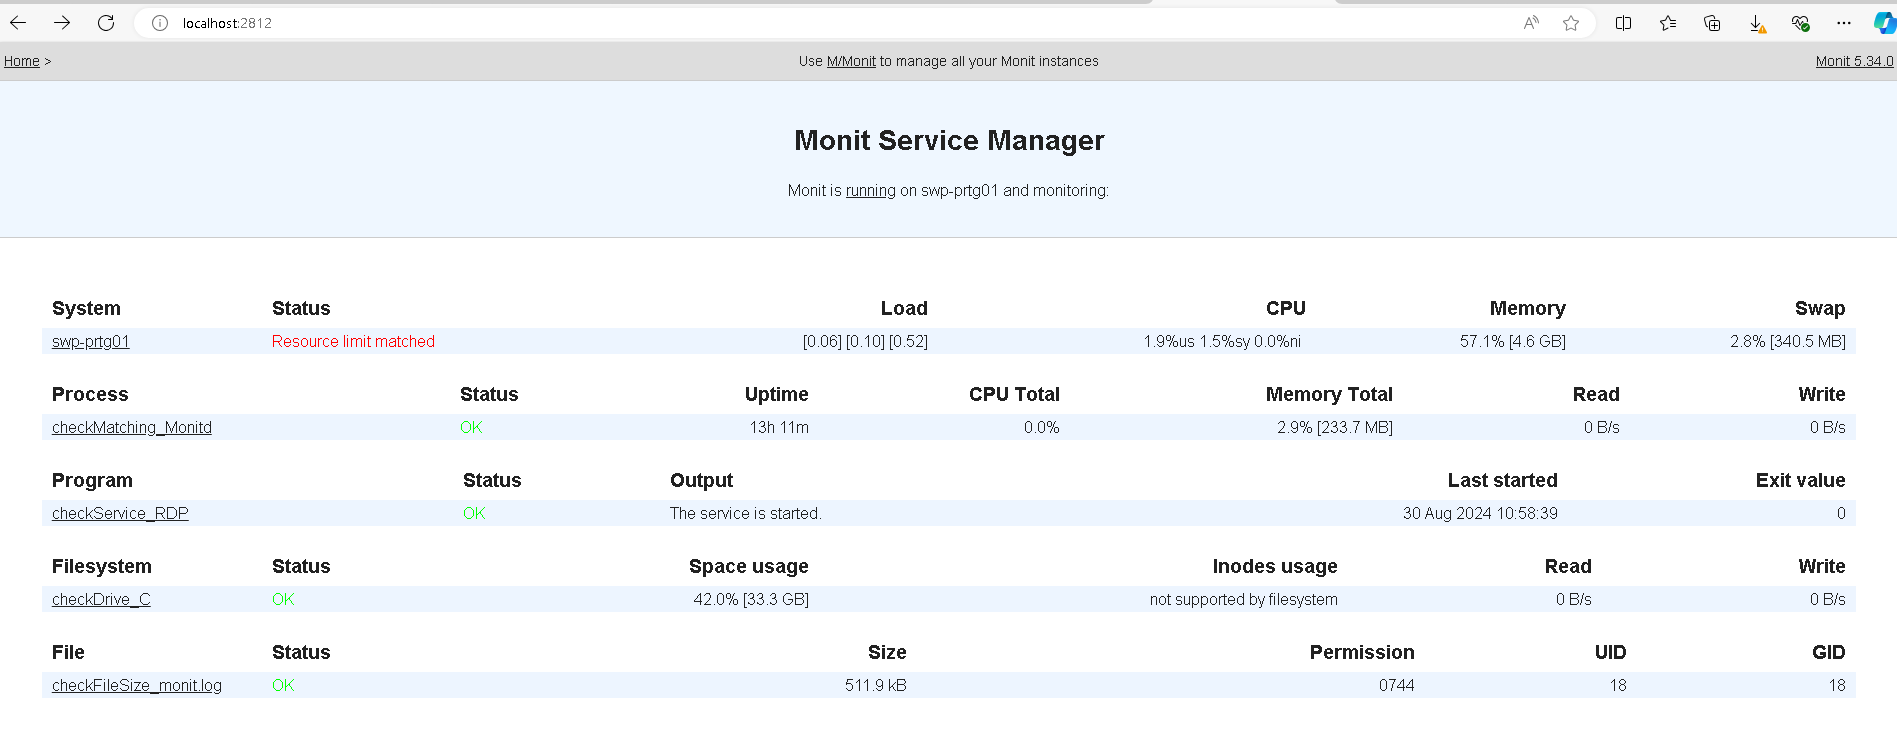 localhost:2812
Home >
Use M/Monit to manage all your Monit instances
Monit 5.34.0
Monit Service Manager
Monit is running on swp-prtg01 and monitoring:
System Status Load CPU Memory Swap
swp-prtg01 Resource limit matched [0.06] [0.10] [0.52] 1.9%us 1.5%sy 0.0%ni 57.1% [4.6 GB] 2.8% [340.5 MB]
Process Status Uptime CPU Total Memory Total Read Write
checkMatching_Monitd OK 13h 11m 0.0% 2.9% [233.7 MB] 0 B/s 0 B/s
Program Status Output Last started Exit value
checkService_RDP OK The service is started. 30 Aug 2024 10:58:39 0
Filesystem Status Space usage Inodes usage Read Write
checkDrive_C OK 42.0% [33.3 GB] not supported by filesystem 0 B/s 0 B/s
File Status Size Permission UID GID
checkFileSize_monit.log OK 511.9 kB 0744 18 18